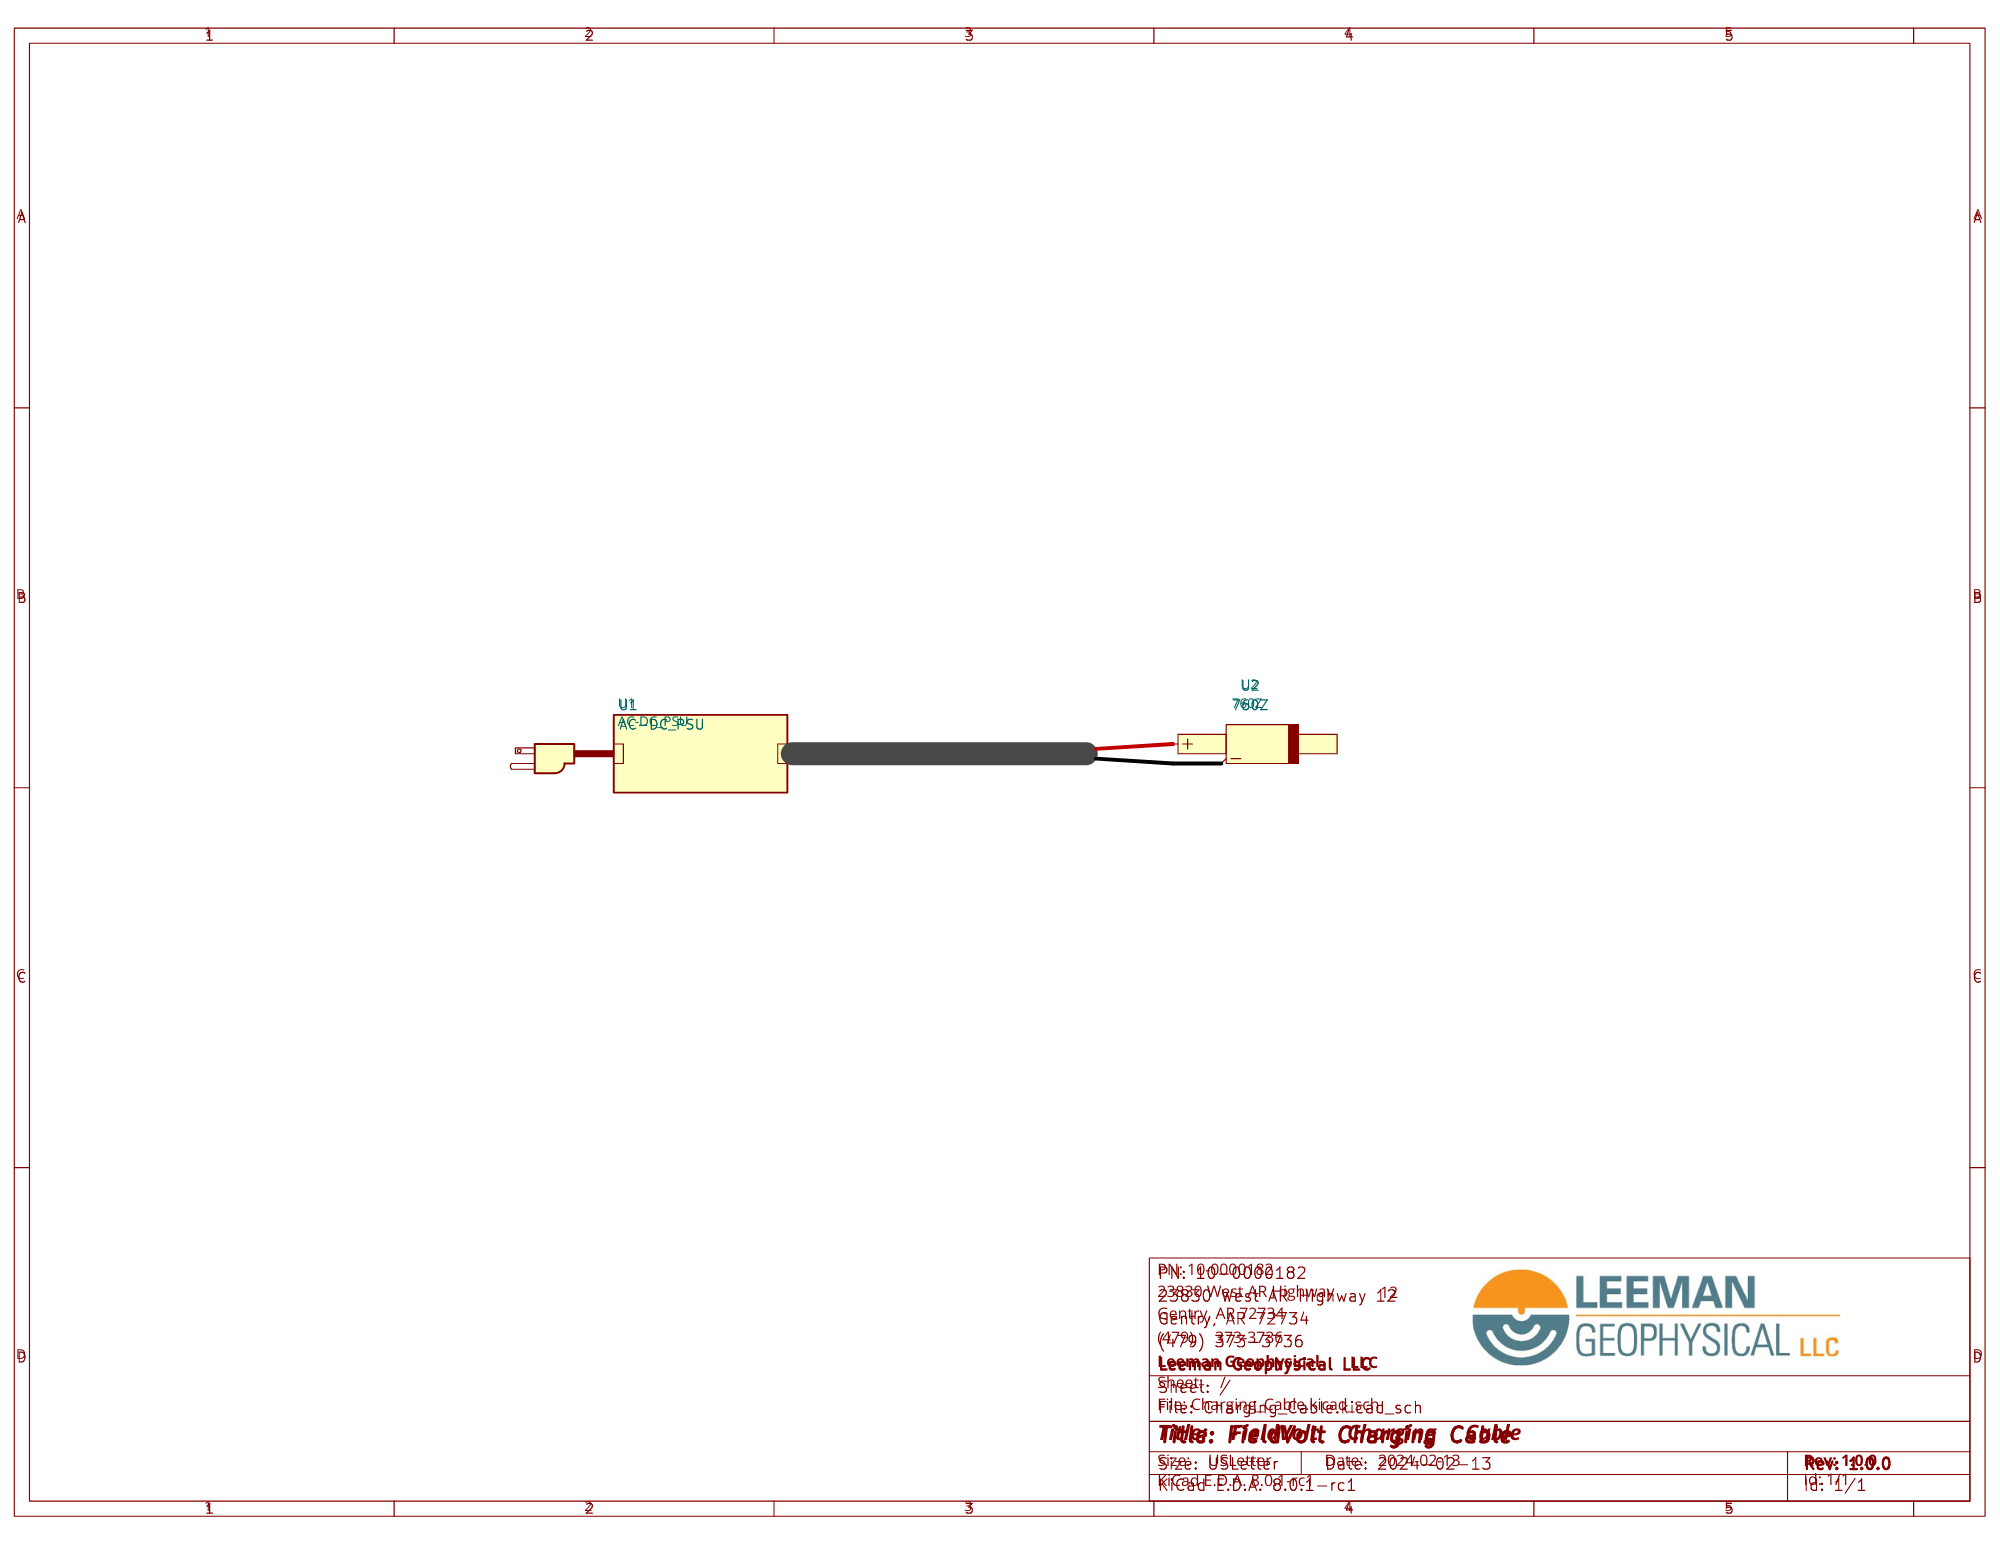 1 2 3 4 5
A A
B B
C C
D D
U1
AC-DC_PSU
U2
760Z
+
-
PN: 10-0000182
23830 West AR Highway 12
Gentry, AR 72734
(479) 373-3736
Leeman Geophysical LLC
LEEMAN
GEOPHYSICAL LLC
Sheet: /
File: Charging_Cable.kicad_sch
Title: FieldVolt Charging Cable
Size: USLetter Date: 2024-02-13 Rev: 1.0.0
KiCad E.D.A. 8.0.1-rc1 Id: 1/1
1 2 3 4 5